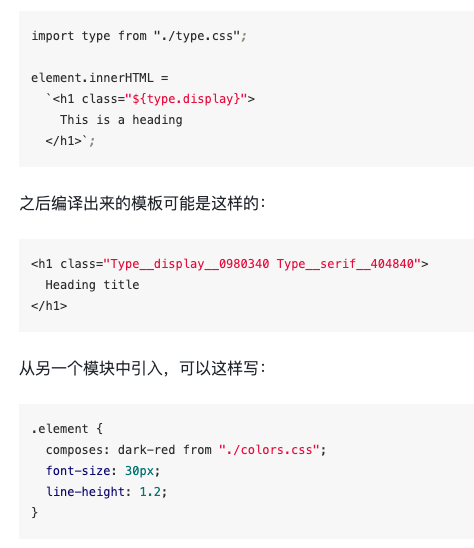 import type from "./type.css";
element.innerHTML =
`<h1 class="${type.display}">
This is a heading
</h1>`;
之后编译出来的模板可能是这样的：
<h1 class="Type__display__0980340 Type__serif__404840">
Heading title
</h1>
从另一个模块中引入，可以这样写：
.element {
composes: dark-red from "./colors.css";
font-size: 30px;
line-height: 1.2;
}